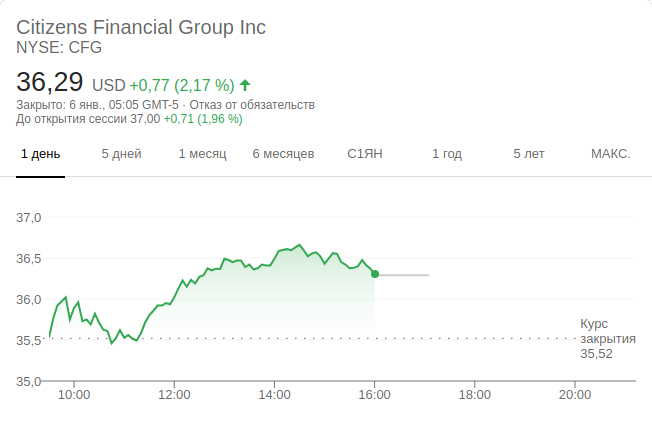 Citizens Financial Group Inc
NYSE: CFG
36,29 USD +0,77 (2,17 %)
Закрыто: 6 янв., 05:05 GMT-5 · Отказ от обязательств
До открытия сессии 37,00 +0,71 (1,96 %)
1 день 5 дней 1 месяц 6 месяцев С1ЯН 1 год 5 лет МАКС.
37,0
36,5
36,0
35,5
35,0
Курс
закрытия
35,52
10:00 12:00 14:00 16:00 18:00 20:00